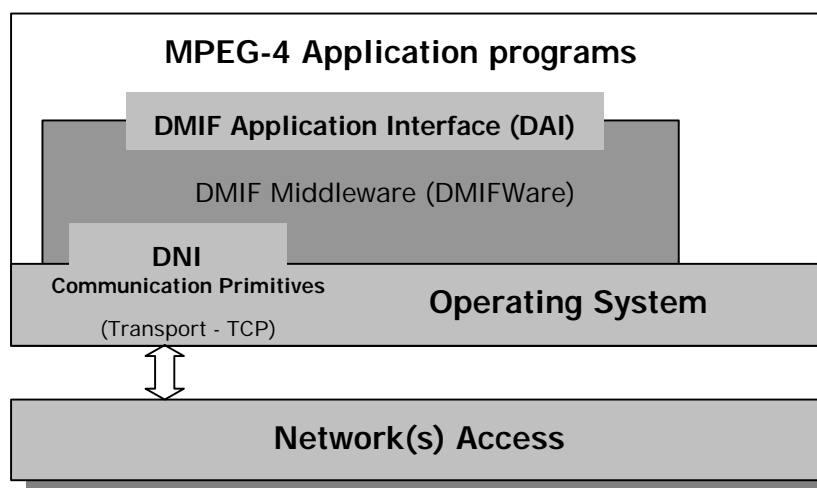 MPEG-4 Application programs
DMIF Application Interface (DAI)
DMIF Middleware (DMIFWare)
DNI
Communication Primitives
(Transport - TCP)
Operating System
Network(s) Access